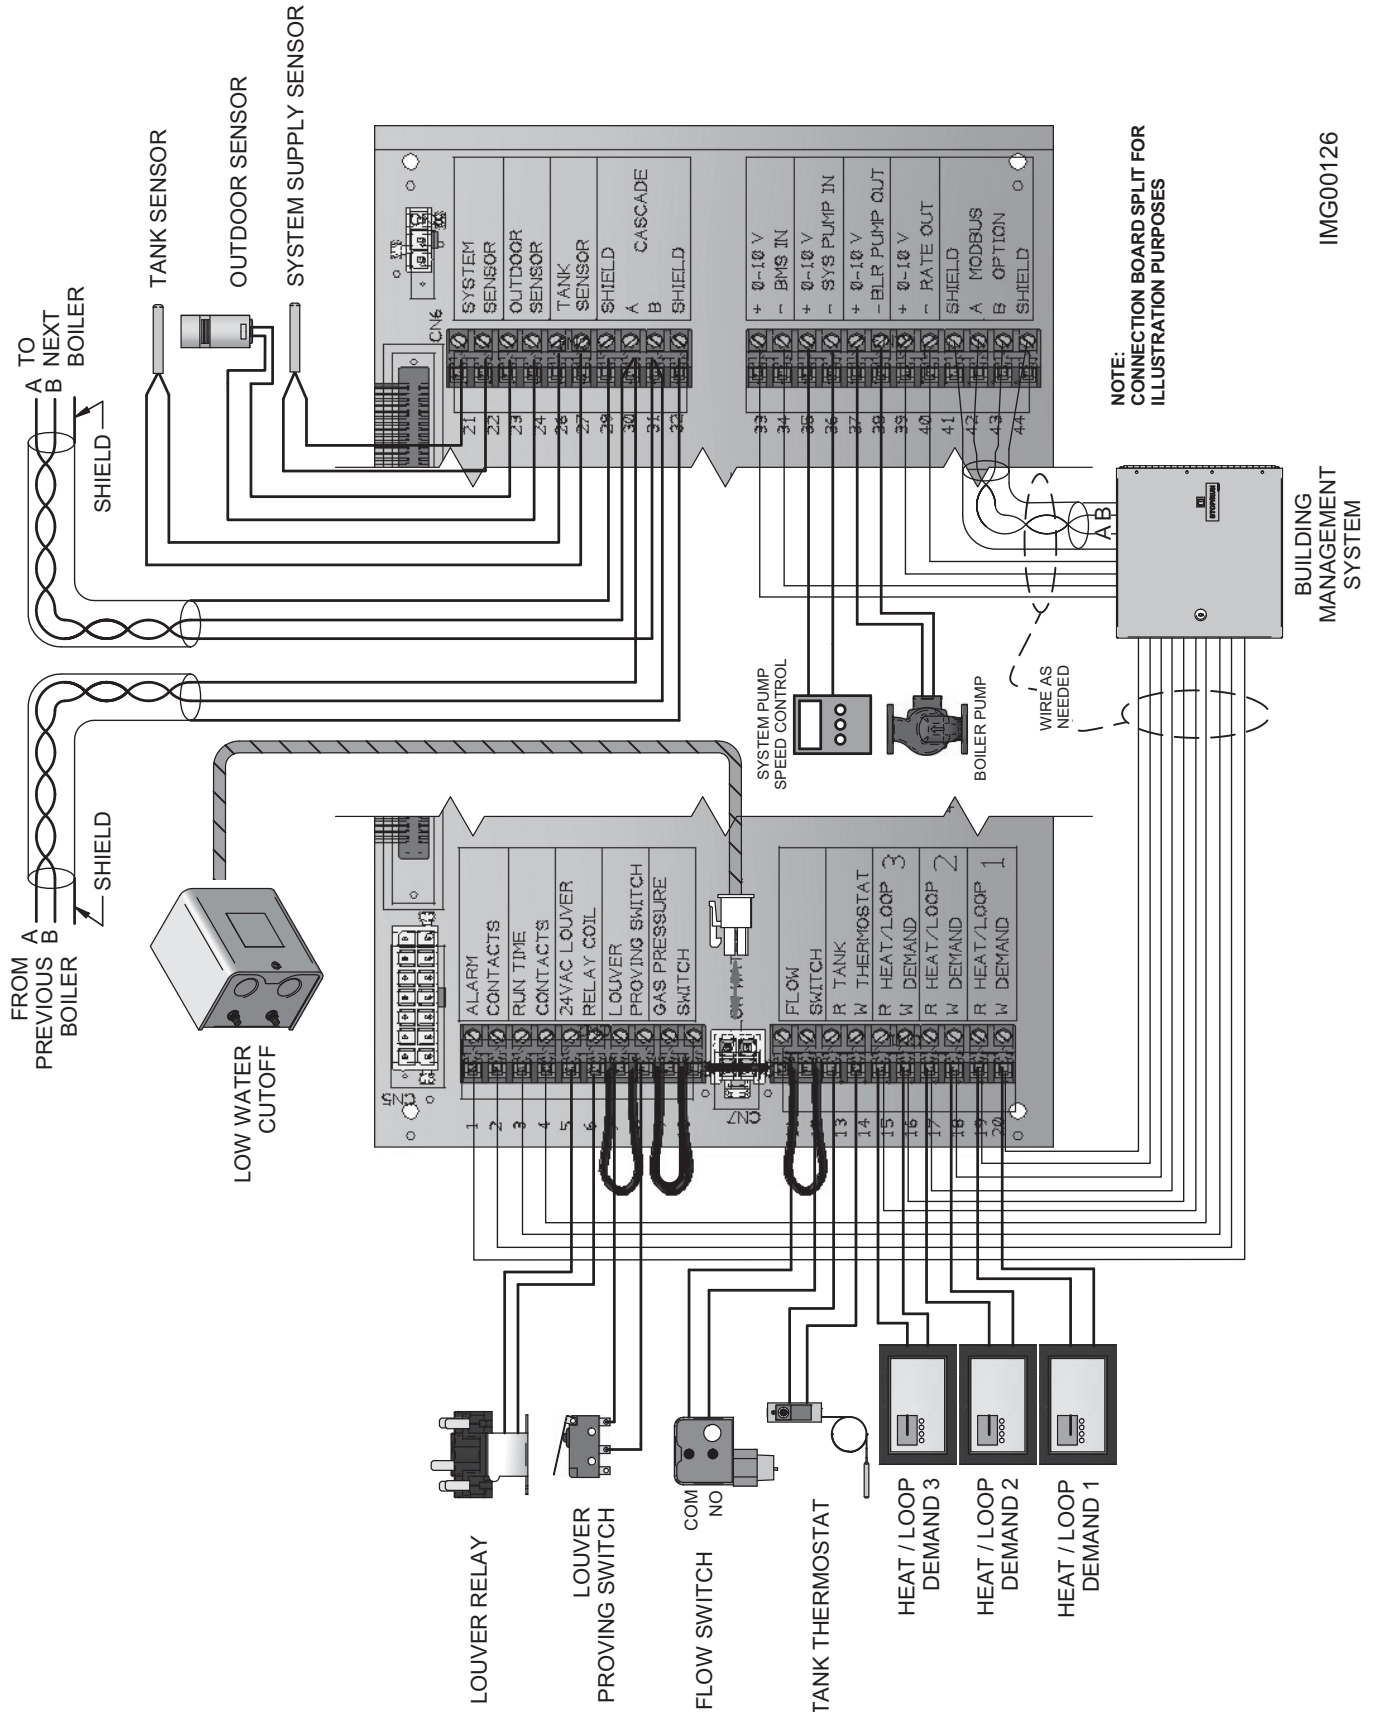 FROM
PREVIOUS
BOILER
A
B
SHIELD
A
B
TO
NEXT
BOILER
SHIELD
TANK SENSOR
OUTDOOR SENSOR
SYSTEM SUPPLY SENSOR
LOW WATER
CUTOFF
CN5
ALARM
CONTACTS
RUN TIME
CONTACTS
24VAC LOUVER
RELAY COIL
LOUVER
PROVING SWITCH
GAS PRESSURE
SWITCH
1
2
3
4
5
6
CN7
FLOW
SWITCH
R TANK
W THERMOSTAT
R HEAT/LOOP 3
W DEMAND
R HEAT/LOOP 2
W DEMAND
R HEAT/LOOP 1
W DEMAND
13
14
15
16
17
18
19
20
CN6
SYSTEM
SENSOR
OUTDOOR
SENSOR
TANK
SENSOR
SHIELD
A
CASCADE
B
SHIELD
21
22
23
24
26
27
29
30
31
32
+ 0-10 V
- BMS IN
+ 0-10 V
- SYS PUMP IN
+ 0-10 V
- BLR PUMP OUT
+ 0-10 V
- RATE OUT
SHIELD
A MODBUS
B OPTION
SHIELD
33
34
35
36
37
38
39
40
41
42
43
44
LOUVER RELAY
LOUVER
PROVING SWITCH
COM
NO
FLOW SWITCH
TANK THERMOSTAT
HEAT / LOOP
DEMAND 3
HEAT / LOOP
DEMAND 2
HEAT / LOOP
DEMAND 1
SYSTEM PUMP
SPEED CONTROL
BOILER PUMP
WIRE AS
NEEDED
A
B
BUILDING
MANAGEMENT
SYSTEM
NOTE:
CONNECTION BOARD SPLIT FOR
ILLUSTRATION PURPOSES
IMG00126